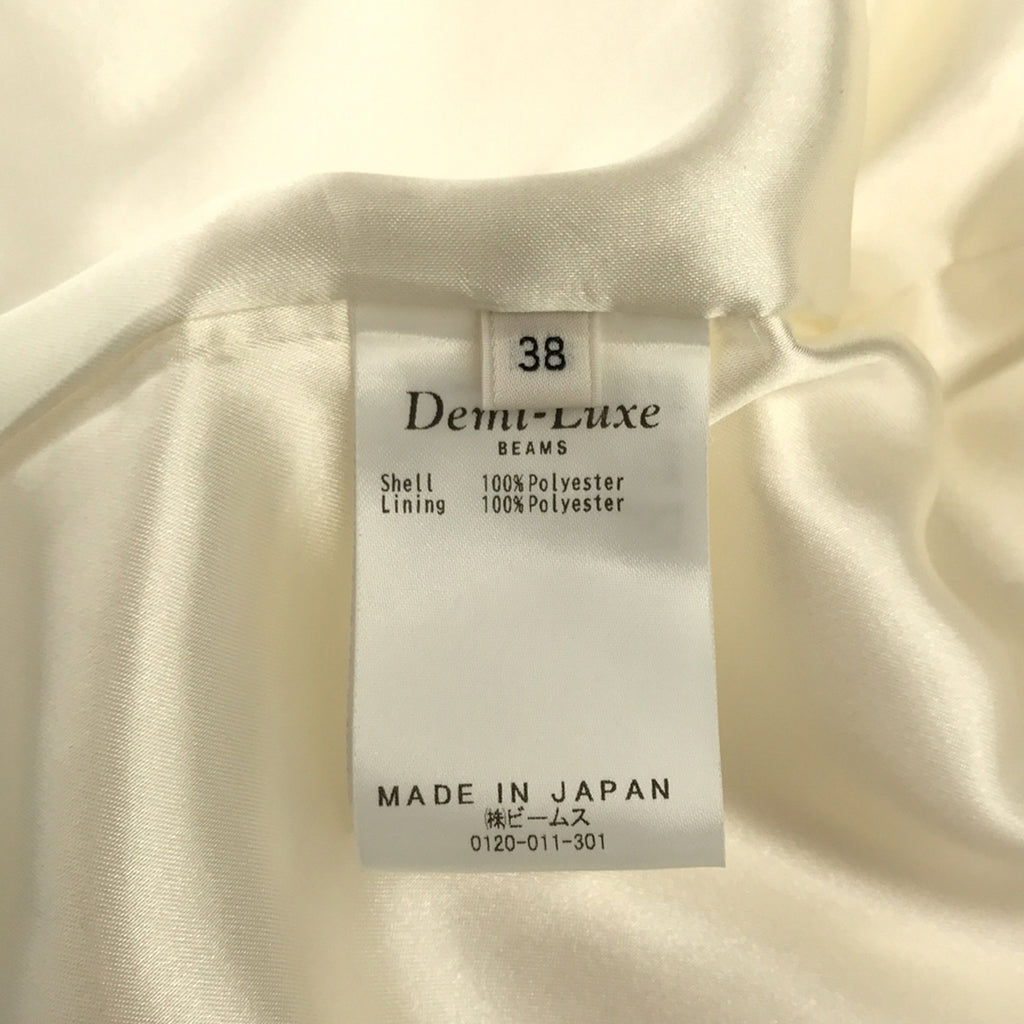 38
Demi-Luxe
BEAMS
Shell 100%Polyester
Lining 100%Polyester
MADE IN JAPAN
㈱ビームス
0120-011-301